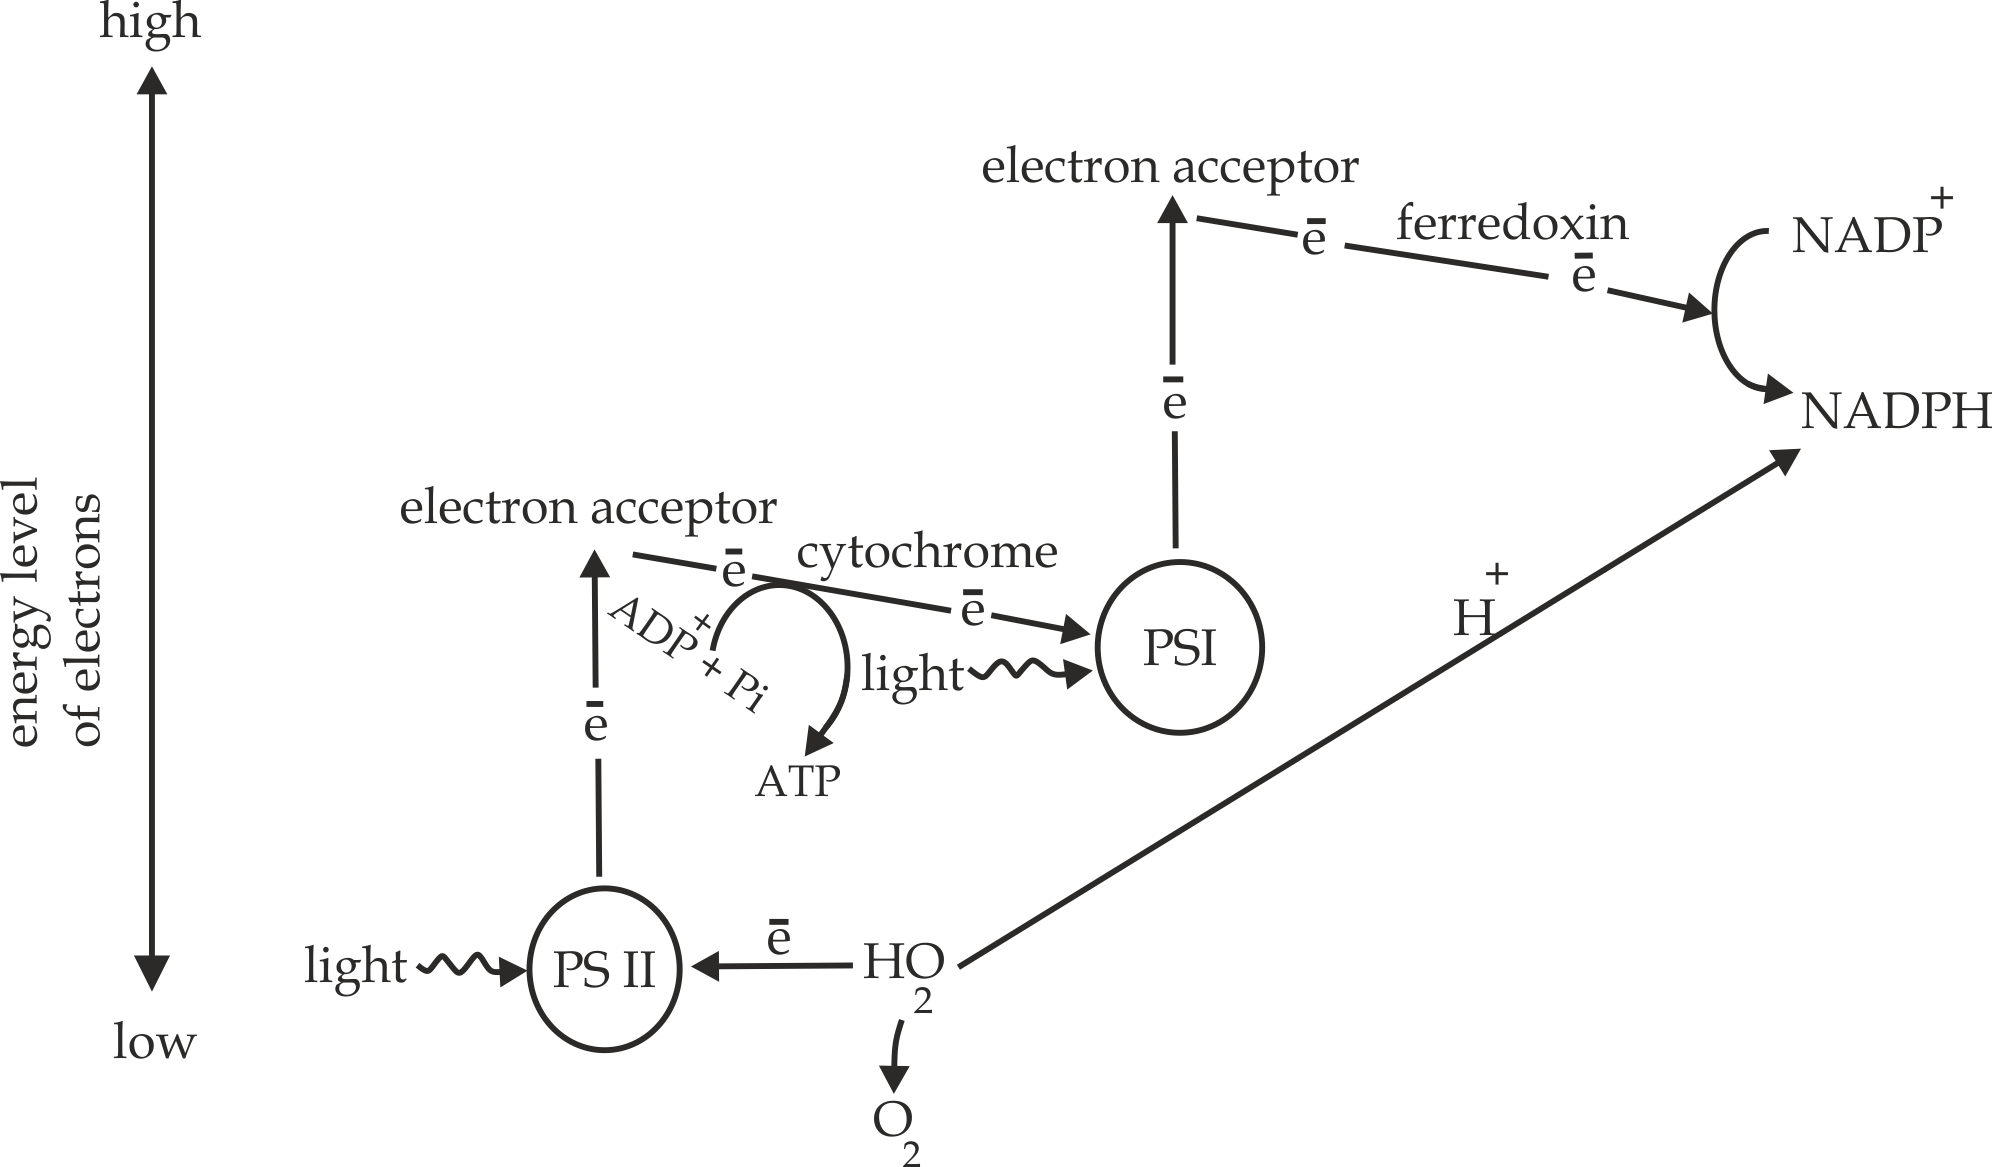 high
electron acceptor
ferredoxin
NADP+
e̅
e̅
e̅
NADPH
energy level
of electrons
electron acceptor
cytochrome
e̅
e̅
ADP+ + Pi
light
PSI
H+
e̅
ATP
light
PS II
e̅
HO2
low
O2